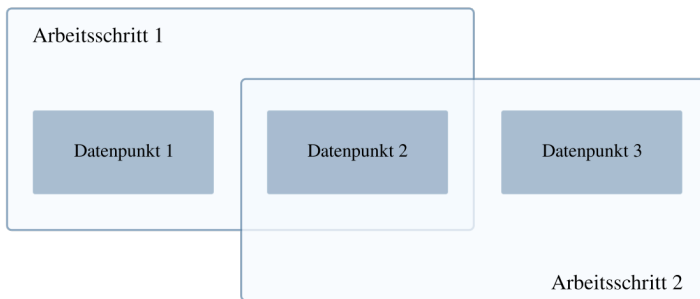 Arbeitsschritt 1
Datenpunkt 1
Datenpunkt 2
Datenpunkt 3
Arbeitsschritt 2